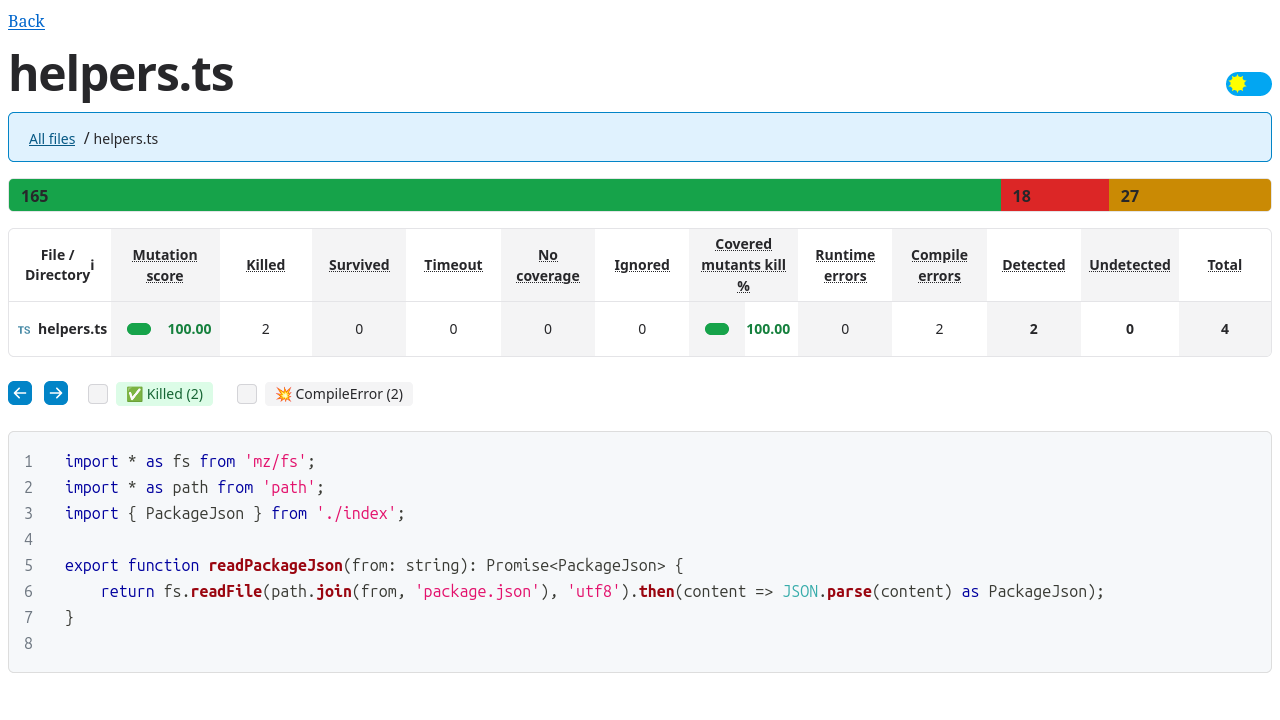 Back
helpers.ts
All files / helpers.ts
165 18 27
File / Directory i Mutation score Killed Survived Timeout No coverage Ignored Covered mutants kill % Runtime errors Compile errors Detected Undetected Total
TS helpers.ts 100.00 2 0 0 0 0 100.00 0 2 2 0 4
✅ Killed (2) 💥 CompileError (2)
1 import * as fs from 'mz/fs';
2 import * as path from 'path';
3 import { PackageJson } from './index';
4
5 export function readPackageJson(from: string): Promise<PackageJson> {
6     return fs.readFile(path.join(from, 'package.json'), 'utf8').then(content => JSON.parse(content) as PackageJson);
7 }
8